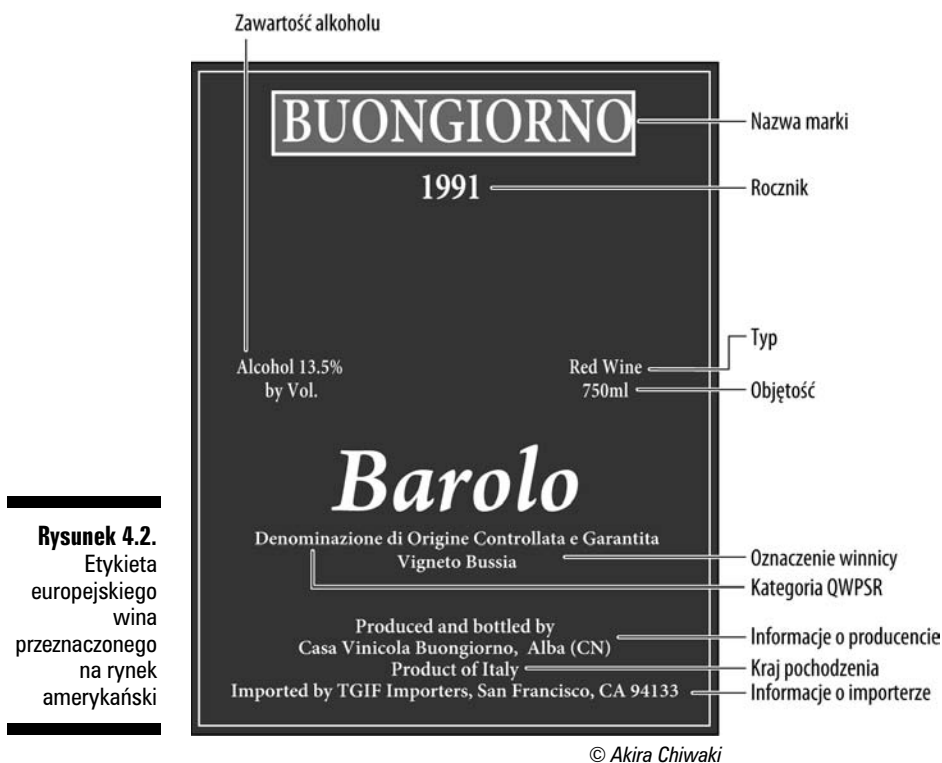 Zawartość alkoholu
BUONGIORNO
Nazwa marki
1991
Rocznik
Typ
Alcohol 13.5%
by Vol.
Red Wine
750ml
Objętość
Barolo
Denominazione di Origine Controllata e Garantita
Vigneto Bussia
Oznaczenie winnicy
Kategoria QWPSR
Produced and bottled by
Casa Vinicola Buongiorno, Alba (CN)
Informacje o producencie
Product of Italy
Kraj pochodzenia
Imported by TGIF Importers, San Francisco, CA 94133
Informacje o importerze
Rysunek 4.2.
Etykieta
europejskiego
wina
przeznaczonego
na rynek
amerykański
© Akira Chiwaki